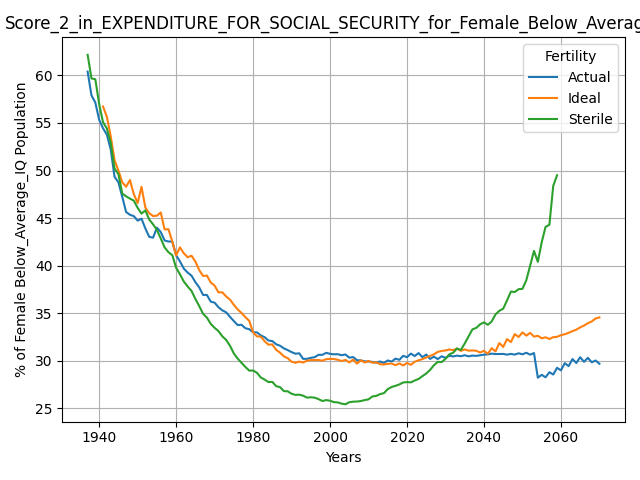 Score_2_in_EXPENDITURE_FOR_SOCIAL_SECURITY_for_Female_Below_Averag
Fertility
Actual
Ideal
Sterile
% of Female Below_Average_IQ Population
60
55
50
45
40
35
30
25
1940 1960 1980 2000 2020 2040 2060
Years